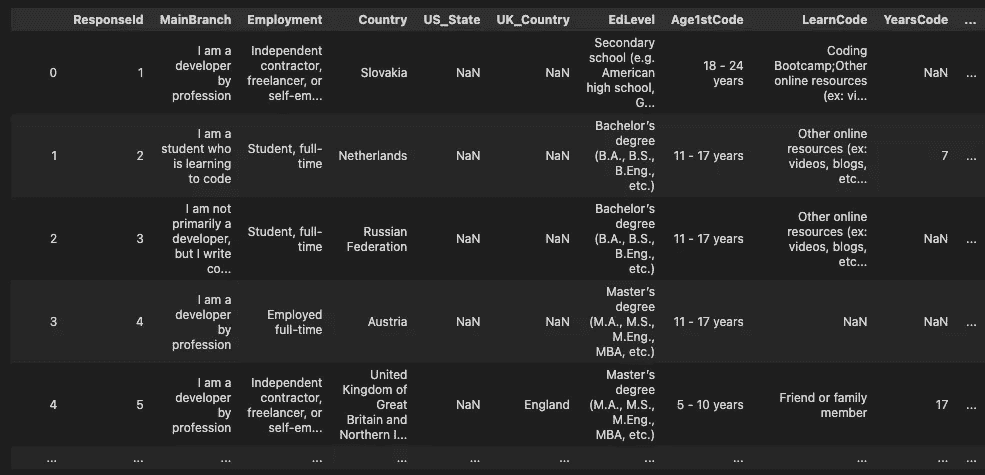 ResponseId MainBranch Employment Country US_State UK_Country EdLevel Age1stCode LearnCode YearsCode ...
0 1 I am a developer by profession Independent contractor, freelancer, or self-em... Slovakia NaN NaN Secondary school (e.g. American high school, G... 18 - 24 years Coding Bootcamp;Other online resources (ex: vi... NaN ...
1 2 I am a student who is learning to code Student, full-time Netherlands NaN NaN Bachelor’s degree (B.A., B.S., B.Eng., etc.) 11 - 17 years Other online resources (ex: videos, blogs, etc... 7 ...
2 3 I am not primarily a developer, but I write co... Student, full-time Russian Federation NaN NaN Bachelor’s degree (B.A., B.S., B.Eng., etc.) 11 - 17 years Other online resources (ex: videos, blogs, etc... NaN ...
3 4 I am a developer by profession Employed full-time Austria NaN NaN Master’s degree (M.A., M.S., M.Eng., MBA, etc.) 11 - 17 years NaN NaN ...
4 5 I am a developer by profession Independent contractor, freelancer, or self-em... United Kingdom of Great Britain and Northern I... NaN England Master’s degree (M.A., M.S., M.Eng., MBA, etc.) 5 - 10 years Friend or family member 17 ...
... ... ... ... ... ... ... ... ... ... ... ...